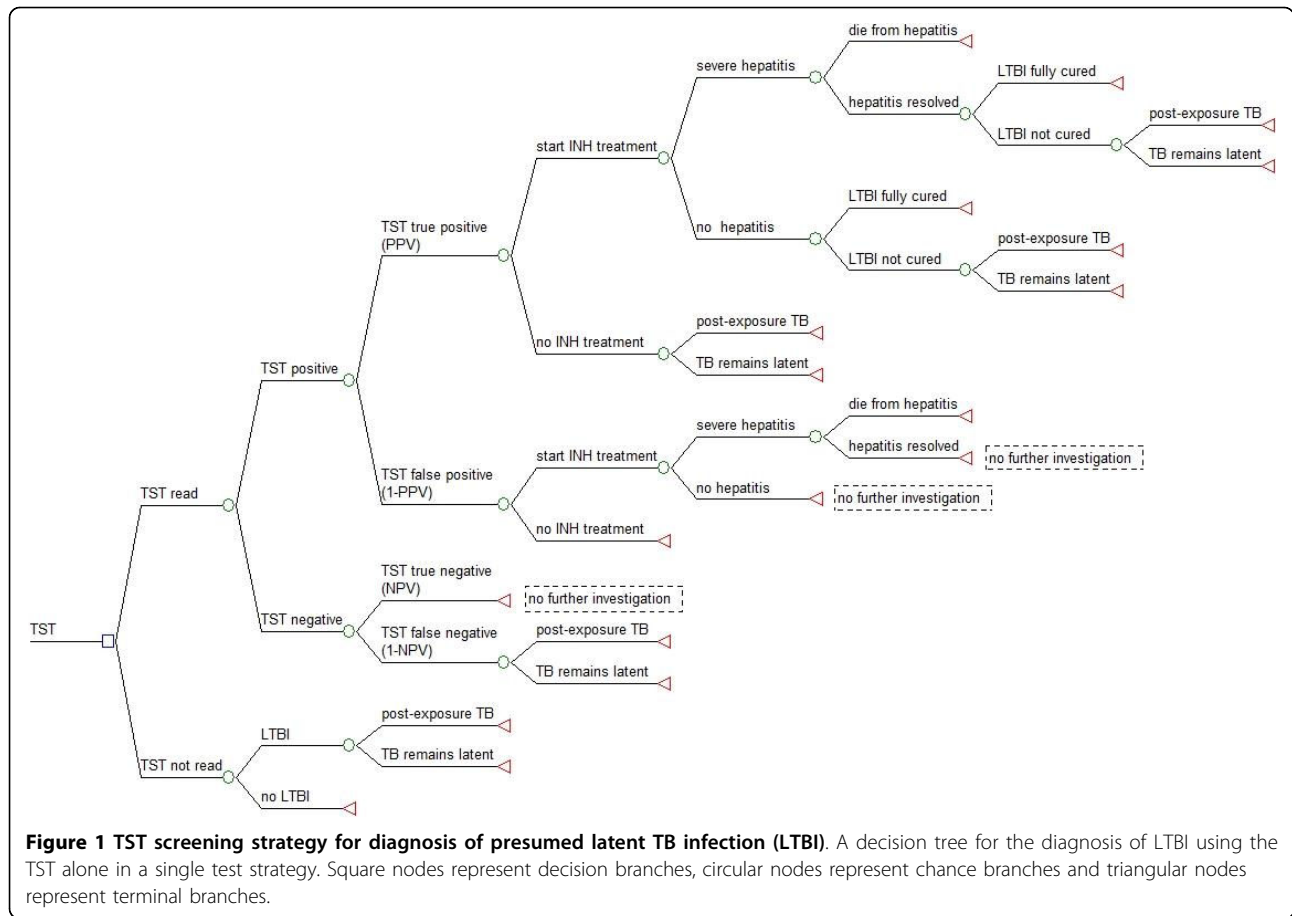 die from hepatitis
severe hepatitis
LTBI fully cured
hepatitis resolved
post-exposure TB
LTBI not cured
start INH treatment
TB remains latent
LTBI fully cured
TST true positive
(PPV)
no hepatitis
post-exposure TB
LTBI not cured
TB remains latent
post-exposure TB
no INH treatment
TST positive
TB remains latent
die from hepatitis
severe hepatitis
hepatitis resolved
no further investigation
start INH treatment
TST false positive
(1-PPV)
no hepatitis
no further investigation
TST read
no INH treatment
TST true negative
(NPV)
no further investigation
TST negative
TST
TST false negative
(1-NPV)
post-exposure TB
TB remains latent
post-exposure TB
LTBI
TB remains latent
TST not read
no LTBI
Figure 1 TST screening strategy for diagnosis of presumed latent TB infection (LTBI). A decision tree for the diagnosis of LTBI using the
TST alone in a single test strategy. Square nodes represent decision branches, circular nodes represent chance branches and triangular nodes
represent terminal branches.